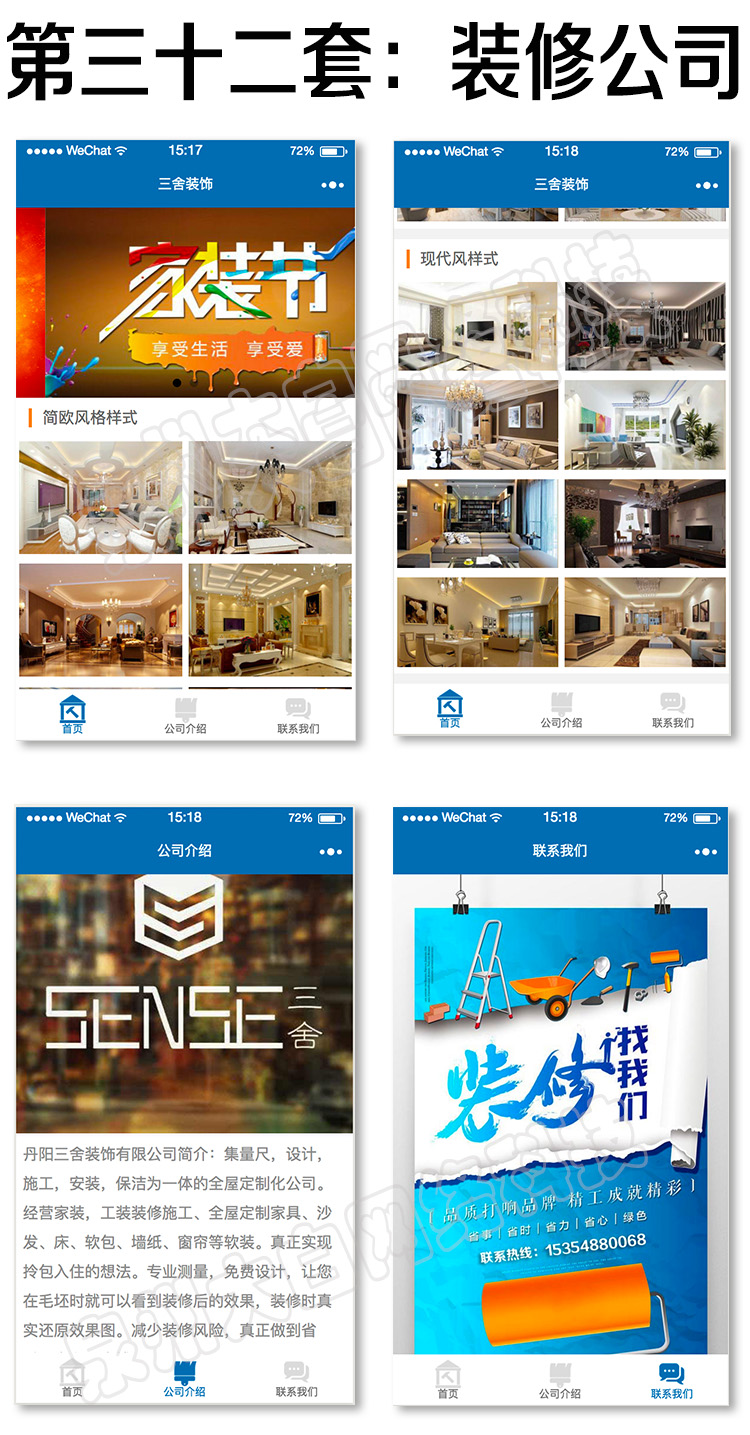 第三十二套：装修公司
WeChat 15:17 72%
三舍装饰
家装节
享受生活 享受爱
简欧风格样式
首页 公司介绍 联系我们
WeChat 15:18 72%
三舍装饰
现代风样式
首页 公司介绍 联系我们
WeChat 15:18 72%
公司介绍
SENSE三舍
丹阳三舍装饰有限公司简介：集量尺，设计，
施工，安装，保洁为一体的全屋定制化公司。
经营家装，工装装修施工、全屋定制家具、沙
发、床、软包、墙纸、窗帘等软装。真正实现
拎包入住的想法。专业测量，免费设计，让您
在毛坯时就可以看到装修后的效果，装修时真
实还原效果图。减少装修风险，真正做到省
首页 公司介绍 联系我们
WeChat 15:18 72%
联系我们
装修找我们
[ 品质打响品牌 精工成就精彩 ]
省事 | 省时 | 省力 | 省心 | 绿色
联系热线：15354880068
首页 公司介绍 联系我们